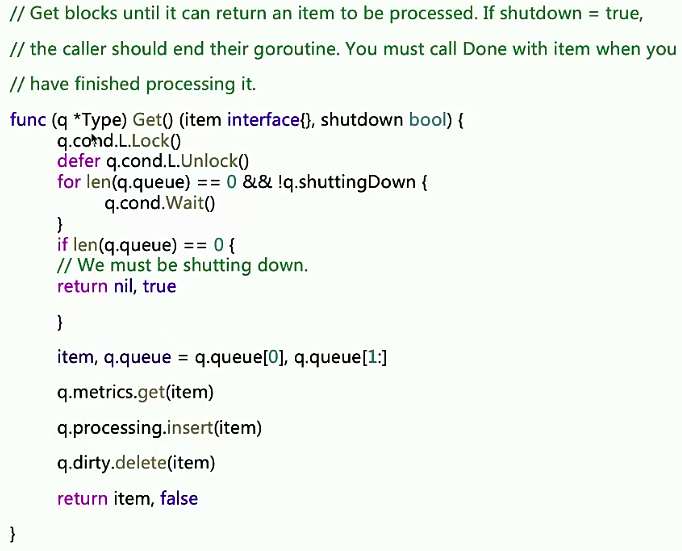 // Get blocks until it can return an item to be processed. If shutdown = true,
// the caller should end their goroutine. You must call Done with item when you
// have finished processing it.
func (q *Type) Get() (item interface{}, shutdown bool) {
q.cond.L.Lock()
defer q.cond.L.Unlock()
for len(q.queue) == 0 && !q.shuttingDown {
q.cond.Wait()
}
if len(q.queue) == 0 {
// We must be shutting down.
return nil, true
}
item, q.queue = q.queue[0], q.queue[1:]
q.metrics.get(item)
q.processing.insert(item)
q.dirty.delete(item)
return item, false
}